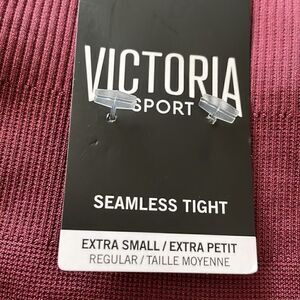 VICTORIA
SPORT
SEAMLESS TIGHT
EXTRA SMALL / EXTRA PETIT
REGULAR / TAILLE MOYENNE